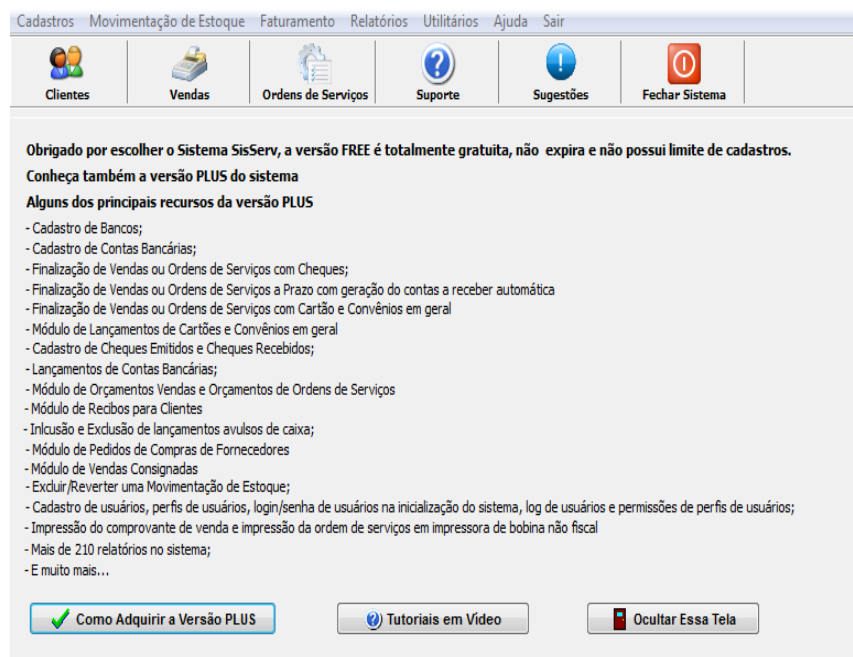 Cadastros Movimentação de Estoque Faturamento Relatórios Utilitários Ajuda Sair
Clientes Vendas Ordens de Serviços Suporte Sugestões Fechar Sistema
Obrigado por escolher o Sistema SisServ, a versão FREE é totalmente gratuita, não expira e não possui limite de cadastros.
Conheça também a versão PLUS do sistema
Alguns dos principais recursos da versão PLUS
- Cadastro de Bancos;
- Cadastro de Contas Bancárias;
- Finalização de Vendas ou Ordens de Serviços com Cheques;
- Finalização de Vendas ou Ordens de Serviços a Prazo com geração do contas a receber automática
- Finalização de Vendas ou Ordens de Serviços com Cartão e Convênios em geral
- Módulo de Lançamentos de Cartões e Convênios em geral
- Cadastro de Cheques Emitidos e Cheques Recebidos;
- Lançamentos de Contas Bancárias;
- Módulo de Orçamentos Vendas e Orçamentos de Ordens de Serviços
- Módulo de Recibos para Clientes
- Inlcusão e Exclusão de lançamentos avulsos de caixa;
- Módulo de Pedidos de Compras de Fornecedores
- Módulo de Vendas Consignadas
- Excluir/Reverter uma Movimentação de Estoque;
- Cadastro de usuários, perfis de usuários, login/senha de usuários na inicialização do sistema, log de usuários e permissões de perfis de usuários;
- Impressão do comprovante de venda e impressão da ordem de serviços em impressora de bobina não fiscal
- Mais de 210 relatórios no sistema;
- E muito mais...
Como Adquirir a Versão PLUS Tutoriais em Vídeo Ocultar Essa Tela